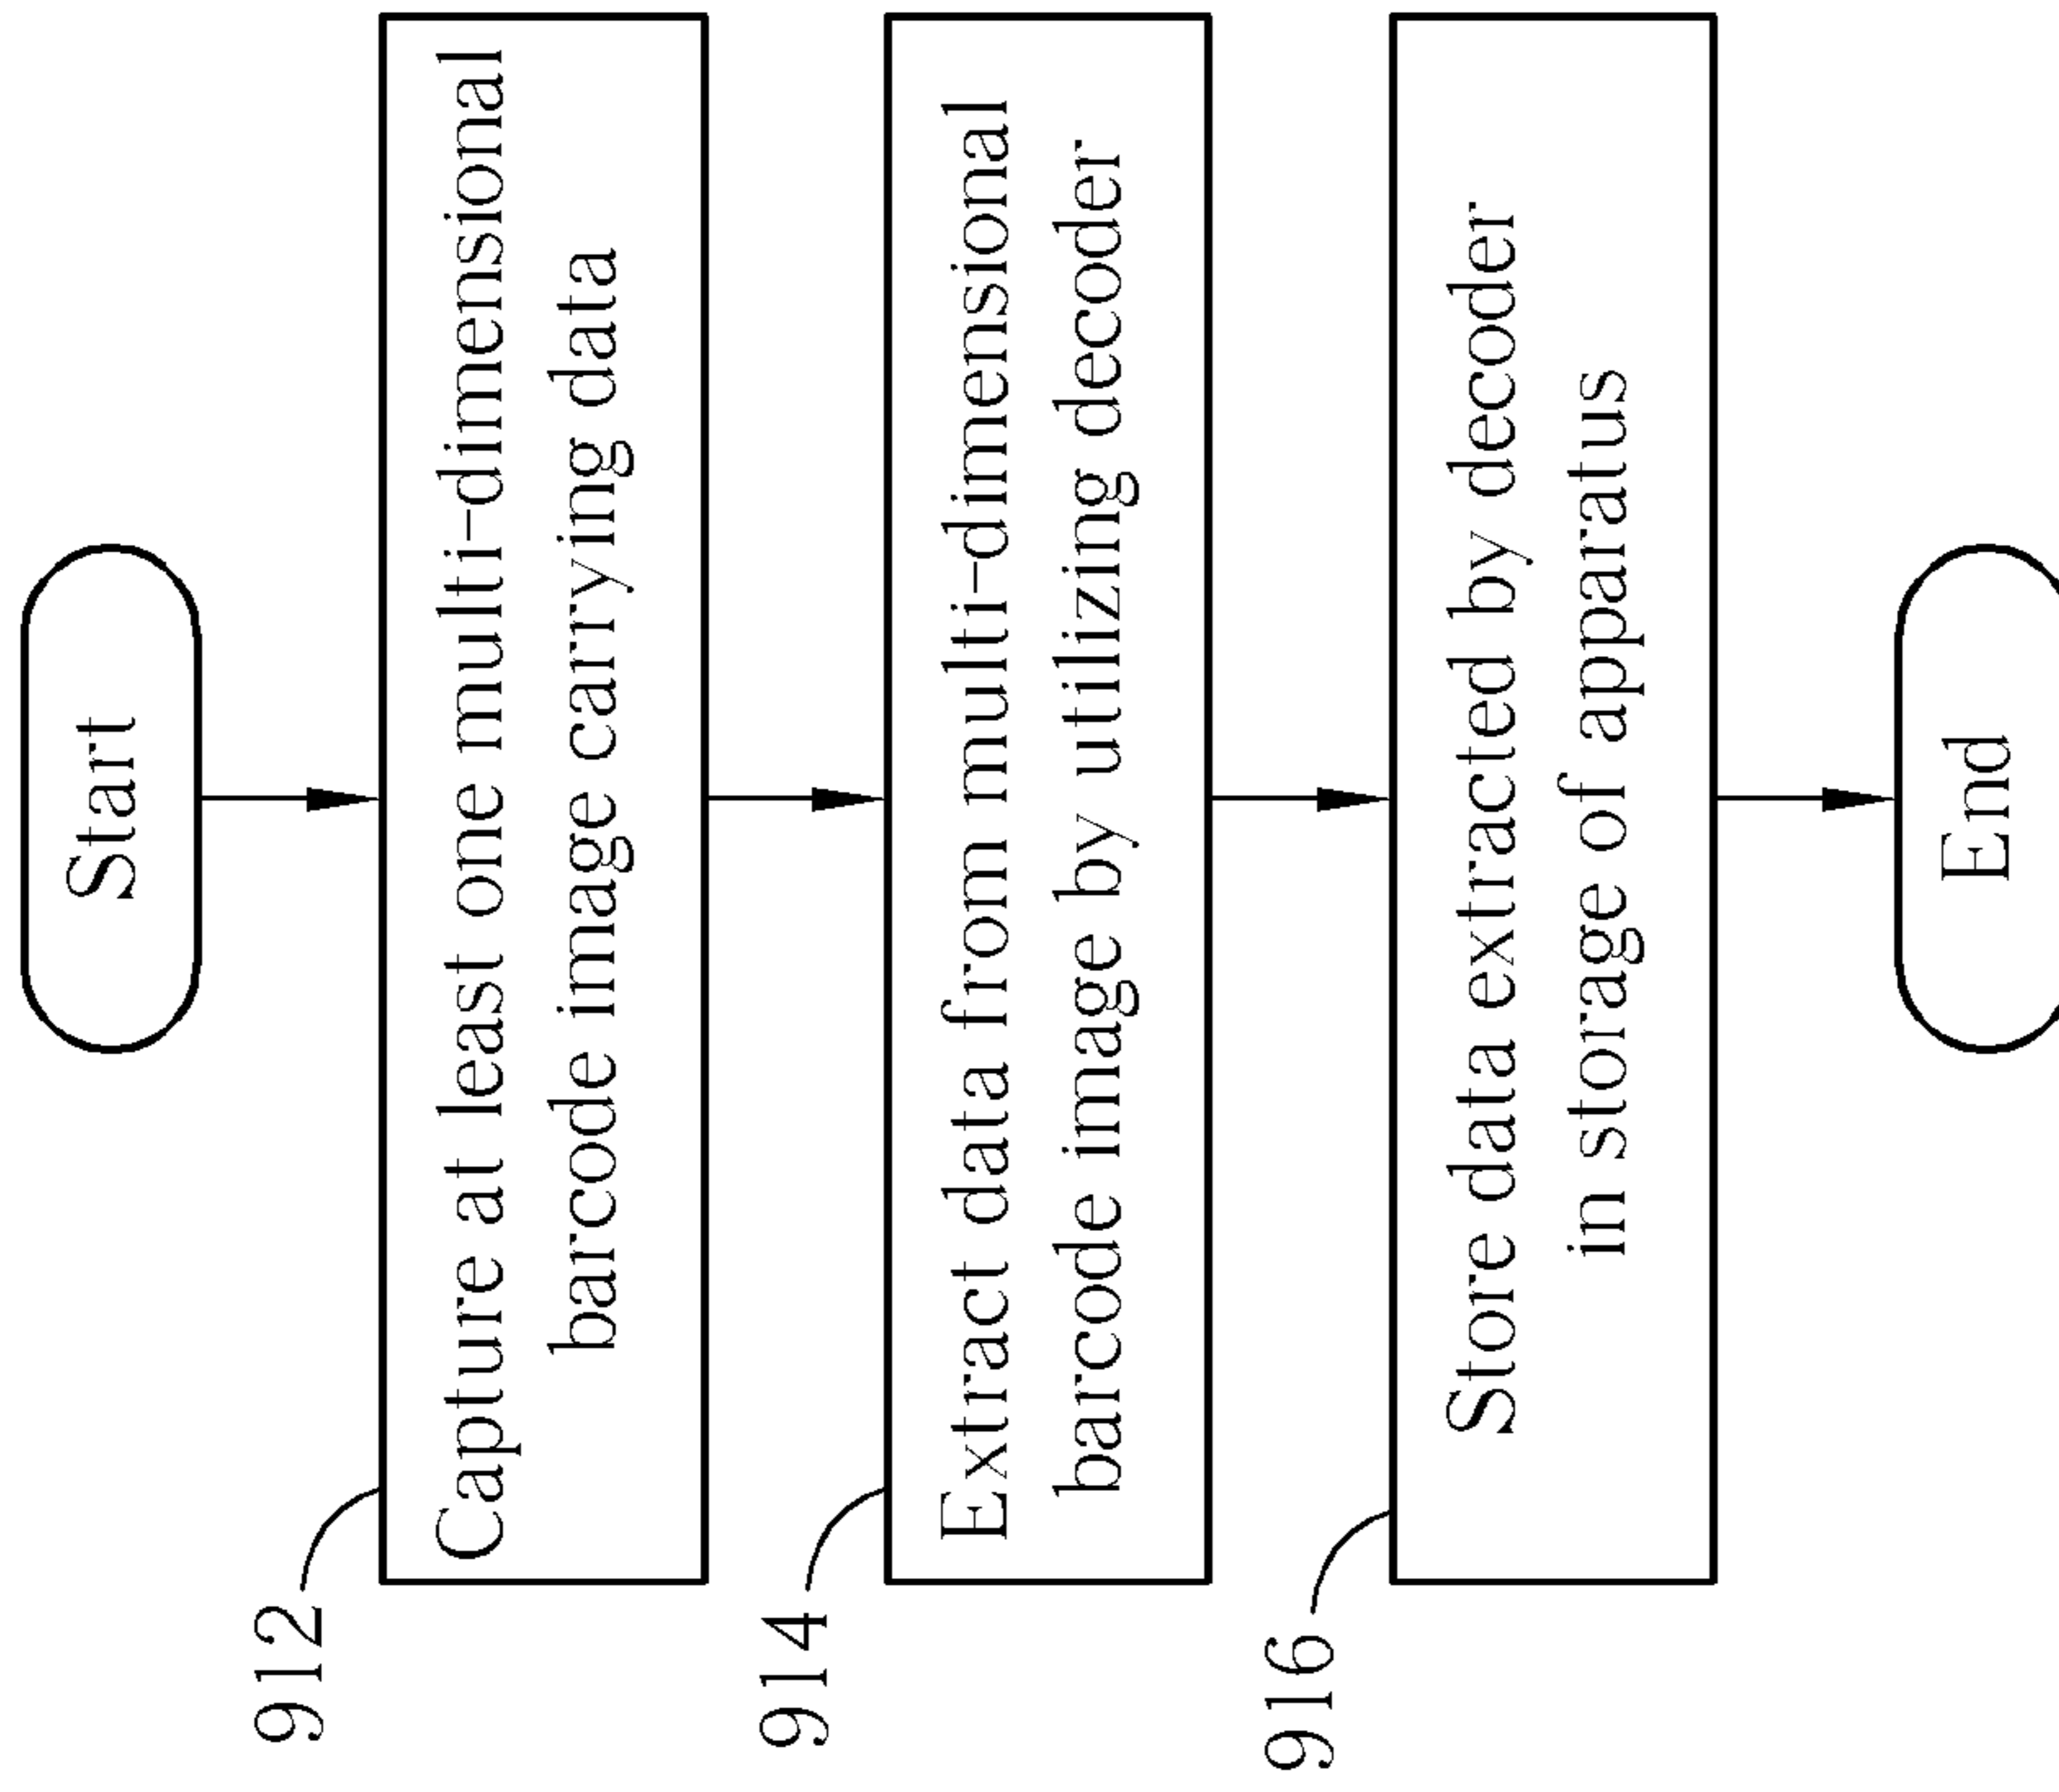 Start
912
Capture at least one multi-dimensional
barcode image carrying data
914
Extract data from multi-dimensional
barcode image by utilizing decoder
916
Store data extracted by decoder
in storage of apparatus
End